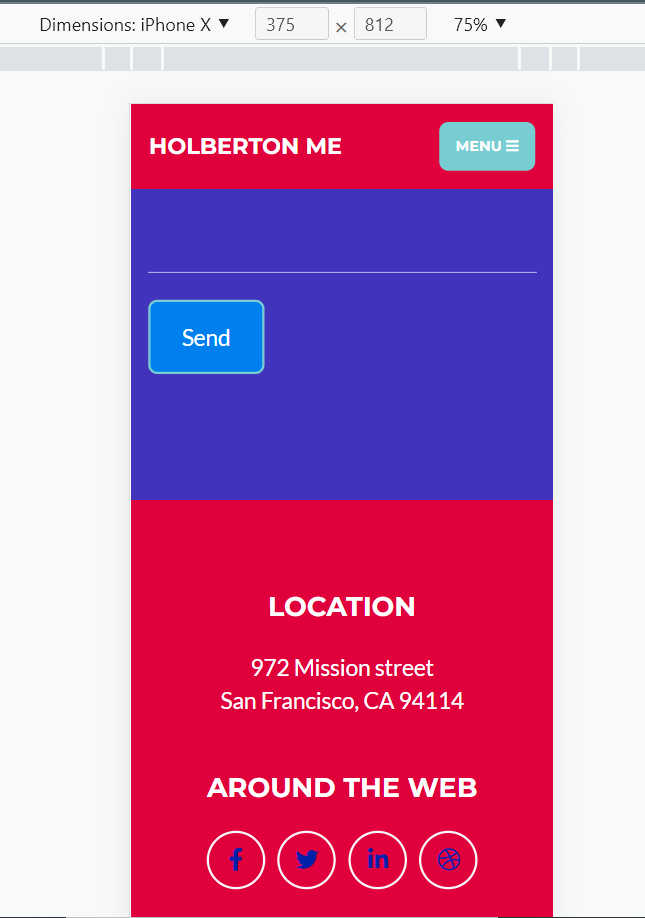 Dimensions: iPhone X ▼ 375 × 812 75% ▼
HOLBERTON ME MENU
Send
LOCATION
972 Mission street
San Francisco, CA 94114
AROUND THE WEB